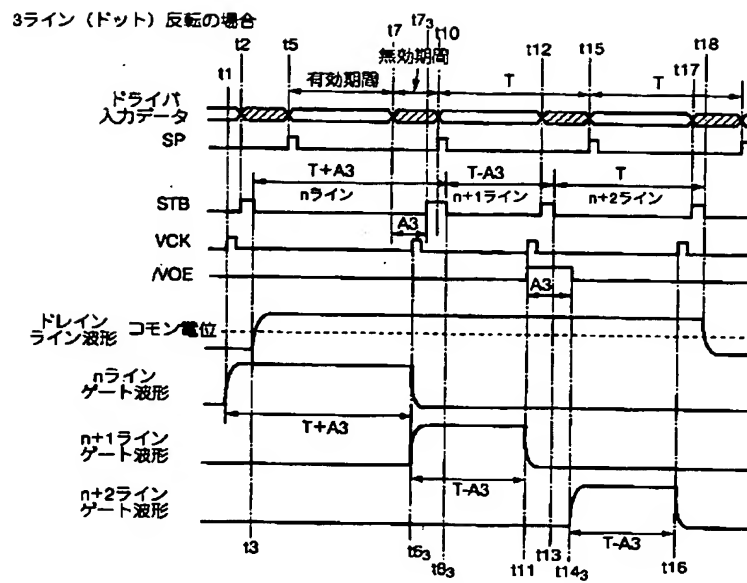 3ライン（ドット）反転の場合
t1 t2 t5 t7 t7₃ t10 t12 t15 t17 t18
有効期間 無効期間 T T
ドライバ
入力データ
SP
T+A3 T-A3 T
nライン n+1ライン n+2ライン
STB
A3
VCK
/VOE
A3
ドレイン
ライン波形 コモン電位
nライン
ゲート波形
T+A3
n+1ライン
ゲート波形
T-A3
n+2ライン
ゲート波形
T-A3
t3 t6₃ t8₃ t11 t13 t14₃ t16